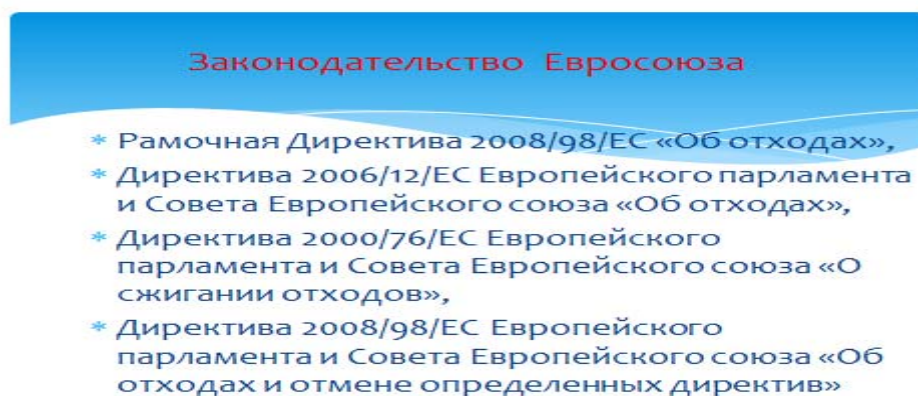 Законодательство Евросоюза
* Рамочная Директива 2008/98/ЕС «Об отходах»,
* Директива 2006/12/ЕС Европейского парламента
и Совета Европейского союза «Об отходах»,
* Директива 2000/76/ЕС Европейского
парламента и Совета Европейского союза «О
сжигании отходов»,
* Директива 2008/98/ЕС Европейского
парламента и Совета Европейского союза «Об
отходах и отмене определенных директив»